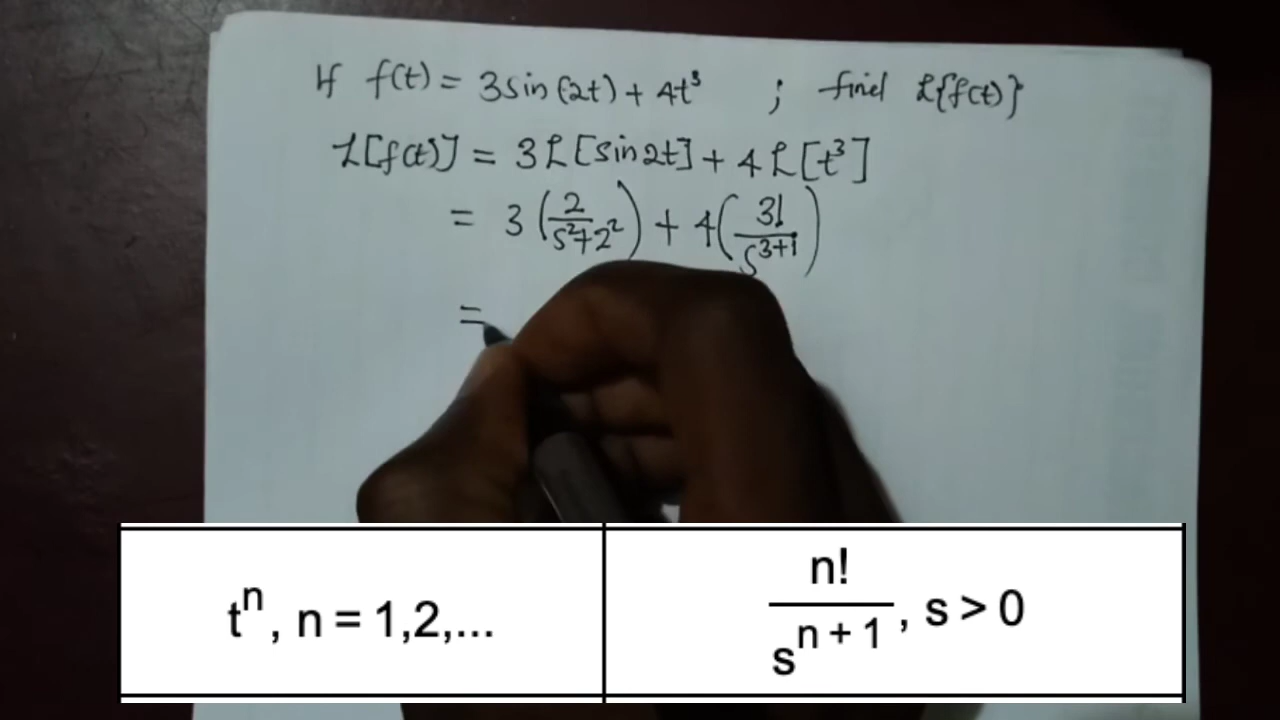 If f(t) = 3sin(2t) + 4t³ ; find ℒ{f(t)}
ℒ[f(t)] = 3ℒ[sin2t] + 4ℒ[t³]
= 3(2/(s²+2²)) + 4(3!/s³⁺¹)
=
tⁿ, n = 1,2,... n!/sⁿ⁺¹, s > 0